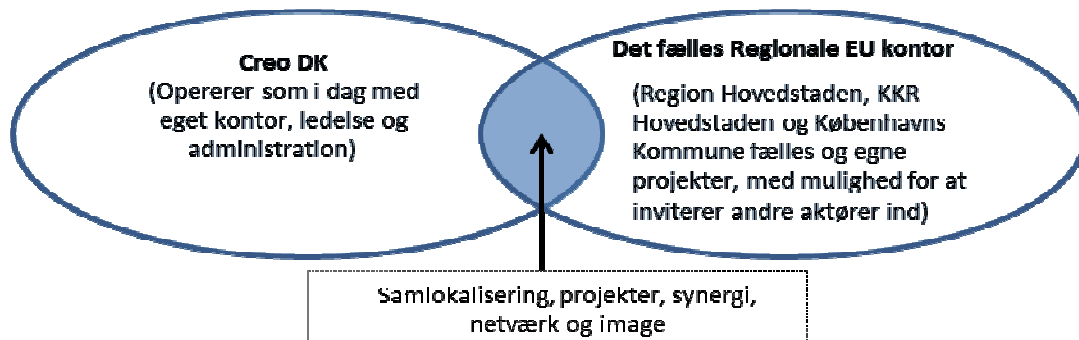 Creo DK
(Opererer som i dag med
eget kontor, ledelse og
administration)
Det fælles Regionale EU kontor
(Region Hovedstaden, KKR
Hovedstaden og Københavns
Kommune fælles og egne
projekter, med mulighed for at
inviterer andre aktører ind)
Samlokalisering, projekter, synergi,
netværk og image